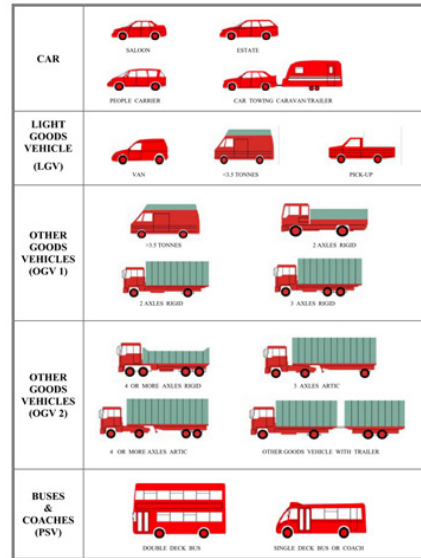 CAR
SALOON
ESTATE
PEOPLE CARRIER
CAR TOWING CARAVAN/TRAILER
LIGHT
GOODS
VEHICLE
(LGV)
VAN
<3.5 TONNES
PICK-UP
OTHER
GOODS
VEHICLES
(OGV 1)
>3.5 TONNES
2 AXLES RIGID
2 AXLES RIGID
3 AXLES RIGID
OTHER
GOODS
VEHICLES
(OGV 2)
4 OR MORE AXLES RIGID
3 AXLES ARTIC
4 OR MORE AXLES ARTIC
OTHER GOODS VEHICLE WITH TRAILER
BUSES
&
COACHES
(PSV)
DOUBLE DECK BUS
SINGLE DECK BUS OR COACH